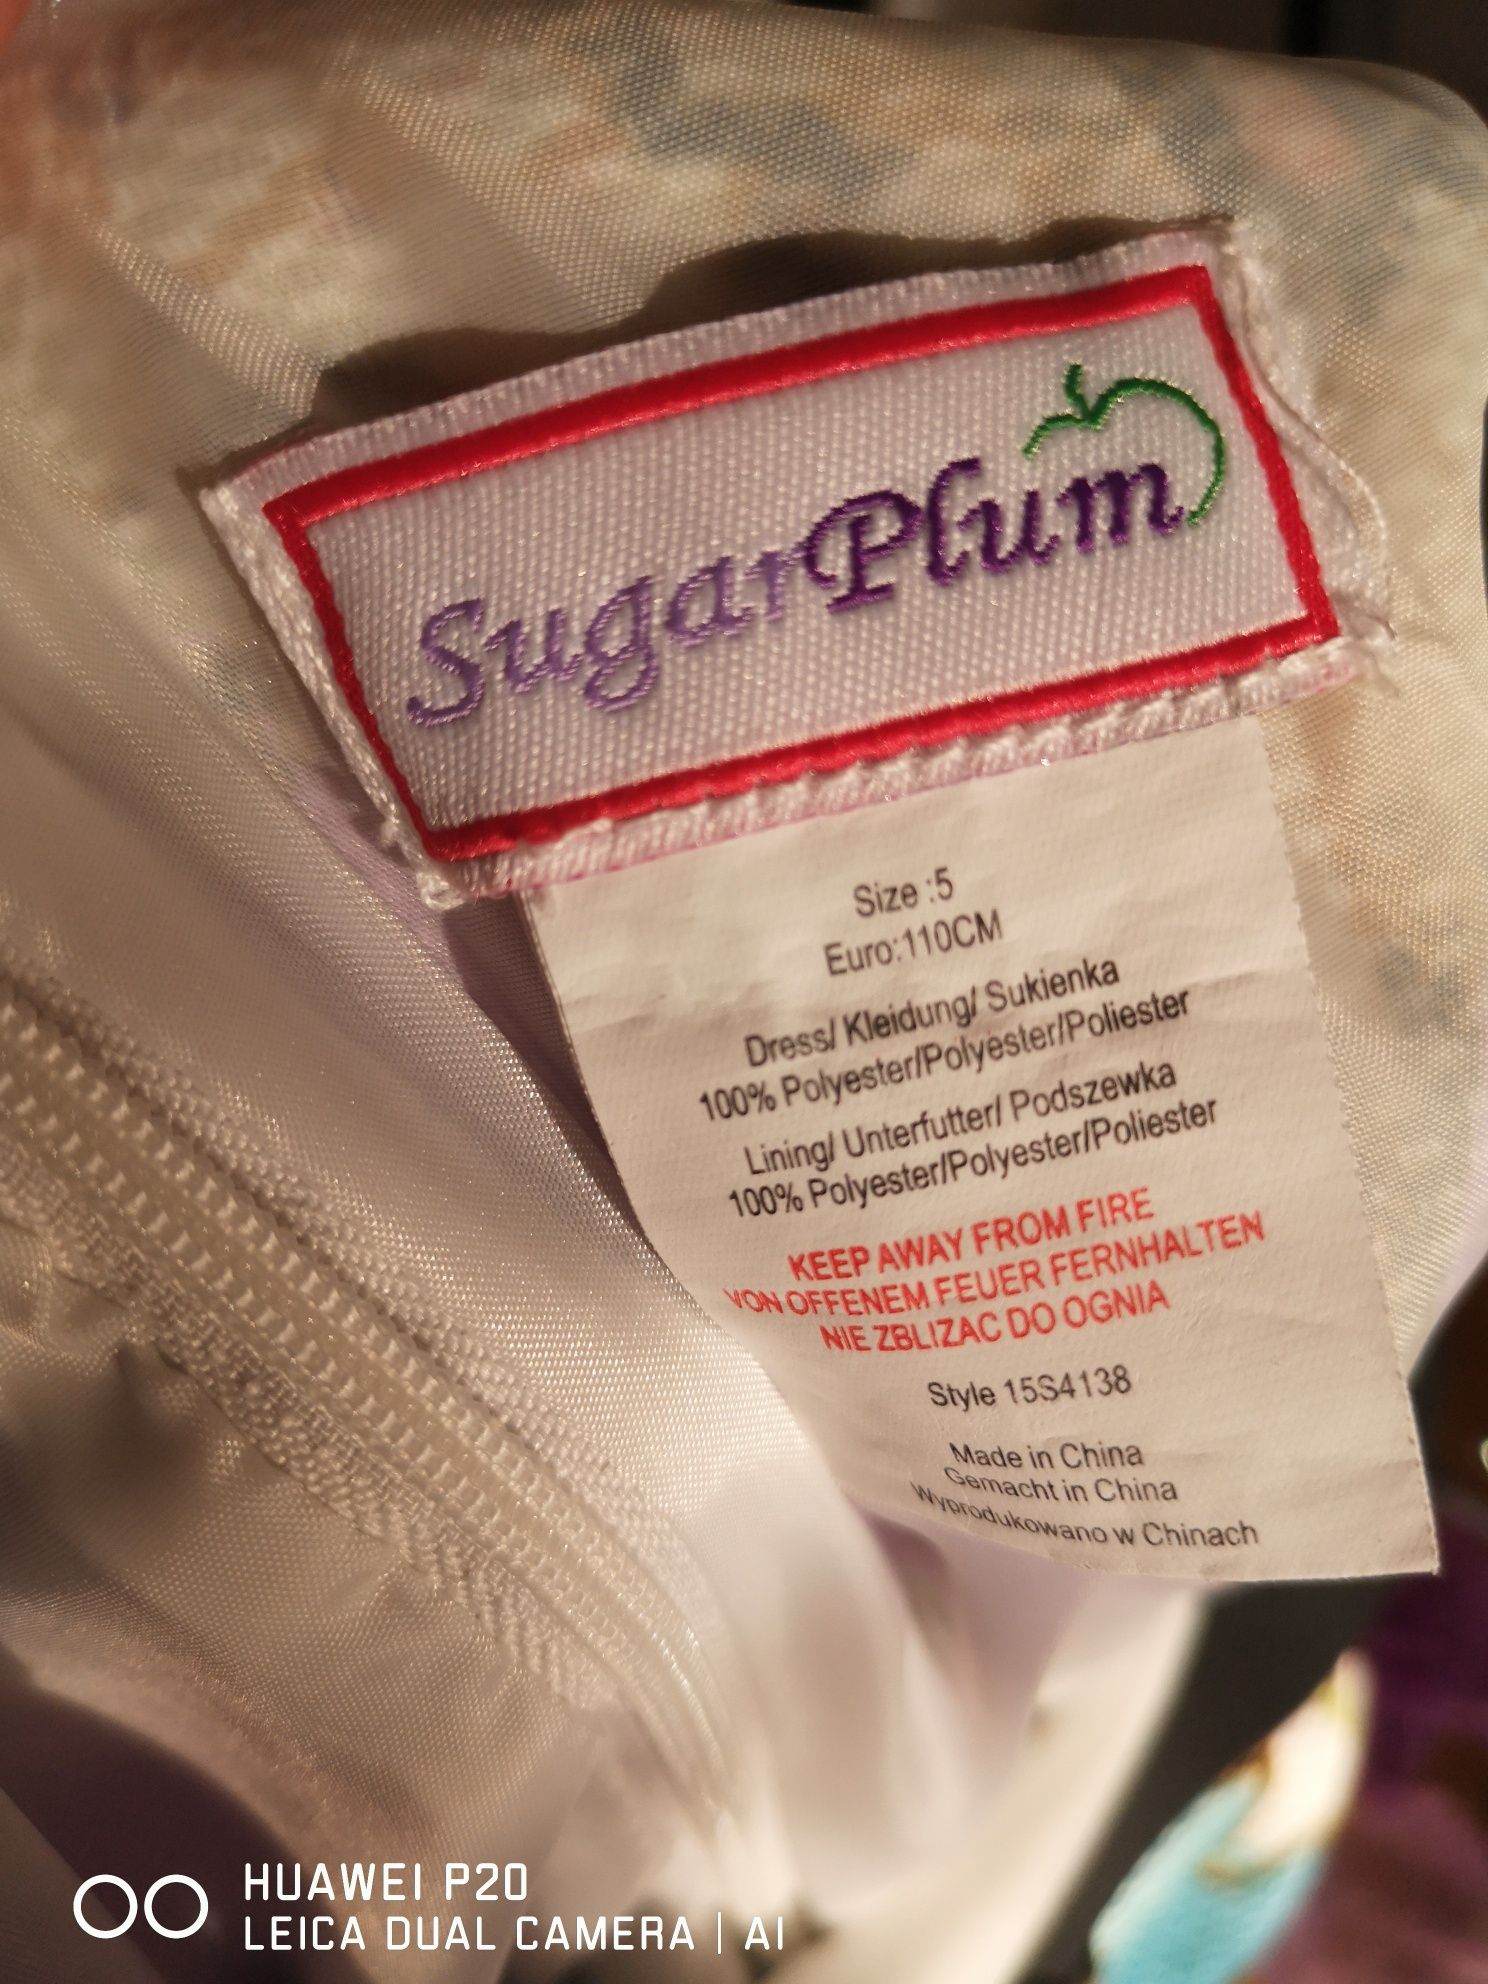 SugarPlum
Size :5
Euro:110CM
Dress/ Kleidung/ Sukienka
100% Polyester/Polyester/Poliester
Lining/ Unterfutter/ Podszewka
100% Polyester/Polyester/Poliester
KEEP AWAY FROM FIRE
VON OFFENEM FEUER FERNHALTEN
NIE ZBLIZAC DO OGNIA
Style 15S4138
Made in China
Gemacht in China
Wyprodukowano w Chinach
HUAWEI P20
LEICA DUAL CAMERA | AI